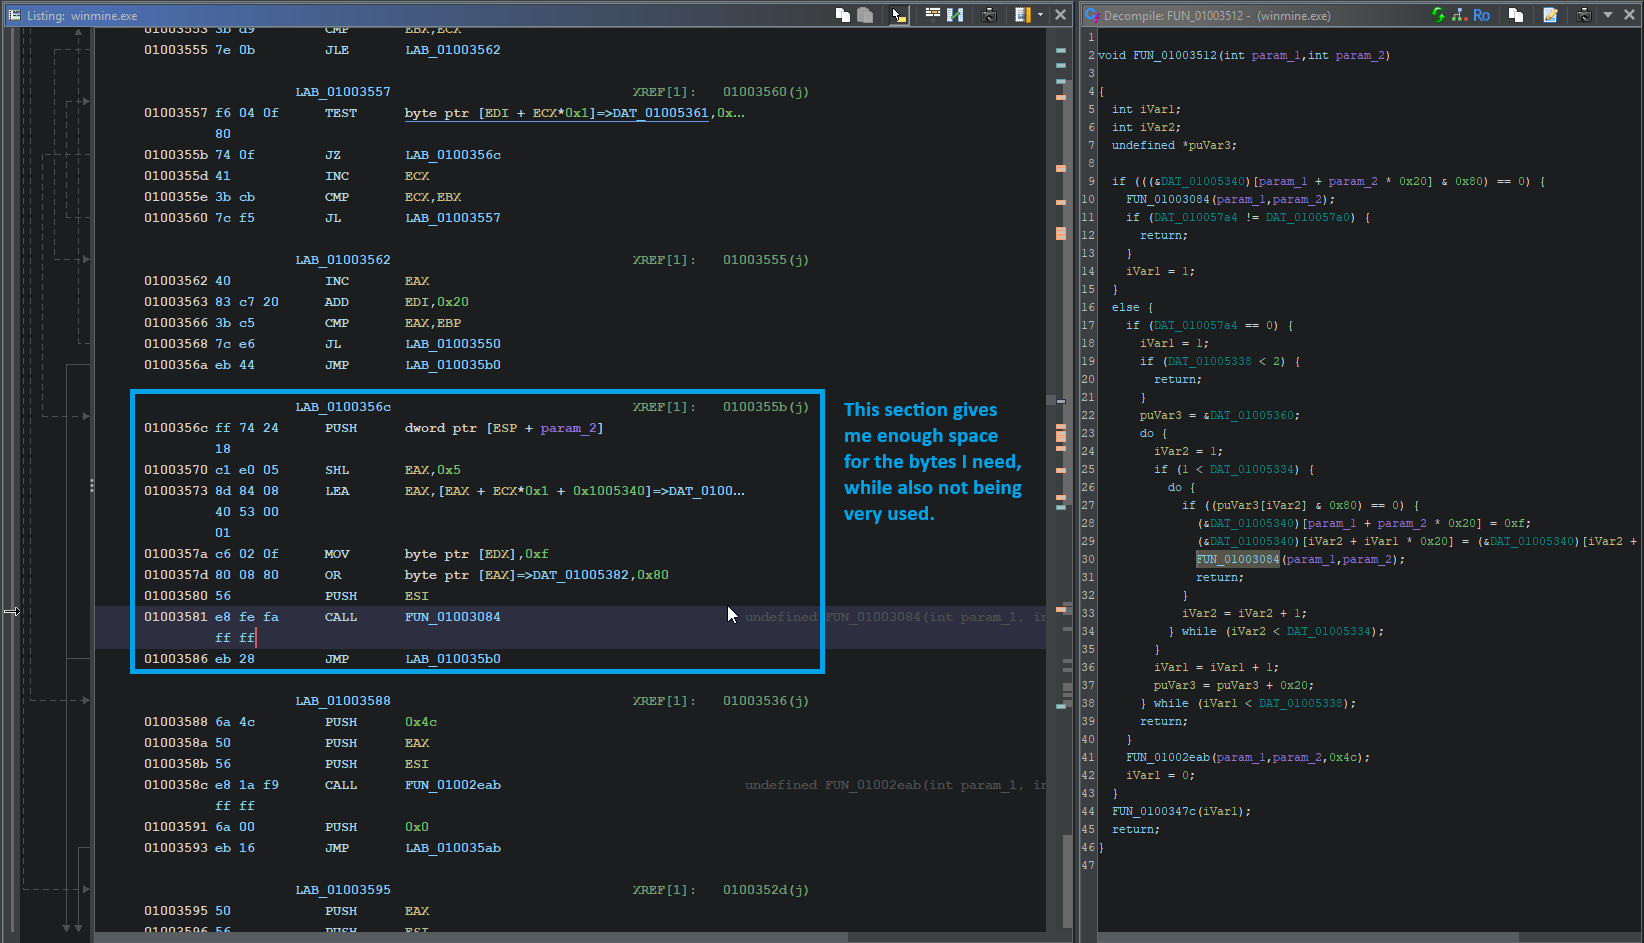 Listing: winmine.exe
01003553 3b d9 CMP EBX,ECX
01003555 7e 0b JLE LAB_01003562
LAB_01003557 XREF[1]: 01003560(j)
01003557 f6 04 0f TEST byte ptr [EDI + ECX*0x1]=>DAT_01005361,0x...
80
0100355b 74 0f JZ LAB_0100356c
0100355d 41 INC ECX
0100355e 3b cb CMP ECX,EBX
01003560 7c f5 JL LAB_01003557
LAB_01003562 XREF[1]: 01003555(j)
01003562 40 INC EAX
01003563 83 c7 20 ADD EDI,0x20
01003566 3b c5 CMP EAX,EBP
01003568 7c e6 JL LAB_01003550
0100356a eb 44 JMP LAB_010035b0
LAB_0100356c XREF[1]: 0100355b(j)
0100356c ff 74 24 PUSH dword ptr [ESP + param_2]
18
01003570 c1 e0 05 SHL EAX,0x5
01003573 8d 84 08 LEA EAX,[EAX + ECX*0x1 + 0x1005340]=>DAT_0100...
40 53 00
01
0100357a c6 02 0f MOV byte ptr [EDX],0xf
0100357d 80 08 80 OR byte ptr [EAX]=>DAT_01005382,0x80
01003580 56 PUSH ESI
01003581 e8 fe fa CALL FUN_01003084 undefined FUN_01003084(int param_1, in
ff ff
01003586 eb 28 JMP LAB_010035b0
This section gives
me enough space
for the bytes I need,
while also not being
very used.
LAB_01003588 XREF[1]: 01003536(j)
01003588 6a 4c PUSH 0x4c
0100358a 50 PUSH EAX
0100358b 56 PUSH ESI
0100358c e8 1a f9 CALL FUN_01002eab undefined FUN_01002eab(int param_1, in
ff ff
01003591 6a 00 PUSH 0x0
01003593 eb 16 JMP LAB_010035ab
LAB_01003595 XREF[1]: 0100352d(j)
01003595 50 PUSH EAX
01003596 56 PUSH ESI
Decompile: FUN_01003512 - (winmine.exe)
Ro
1
2 void FUN_01003512(int param_1,int param_2)
3
4 {
5 int iVar1;
6 int iVar2;
7 undefined *puVar3;
8
9 if (((&DAT_01005340)[param_1 + param_2 * 0x20] & 0x80) == 0) {
10 FUN_01003084(param_1,param_2);
11 if (DAT_010057a4 != DAT_010057a0) {
12 return;
13 }
14 iVar1 = 1;
15 }
16 else {
17 if (DAT_010057a4 == 0) {
18 iVar1 = 1;
19 if (DAT_01005338 < 2) {
20 return;
21 }
22 puVar3 = &DAT_01005360;
23 do {
24 iVar2 = 1;
25 if (1 < DAT_01005334) {
26 do {
27 if ((puVar3[iVar2] & 0x80) == 0) {
28 (&DAT_01005340)[param_1 + param_2 * 0x20] = 0xf;
29 (&DAT_01005340)[iVar2 + iVar1 * 0x20] = (&DAT_01005340)[iVar2 +
30 FUN_01003084(param_1,param_2);
31 return;
32 }
33 iVar2 = iVar2 + 1;
34 } while (iVar2 < DAT_01005334);
35 }
36 iVar1 = iVar1 + 1;
37 puVar3 = puVar3 + 0x20;
38 } while (iVar1 < DAT_01005338);
39 return;
40 }
41 FUN_01002eab(param_1,param_2,0x4c);
42 iVar1 = 0;
43 }
44 FUN_0100347c(iVar1);
45 return;
46 }
47